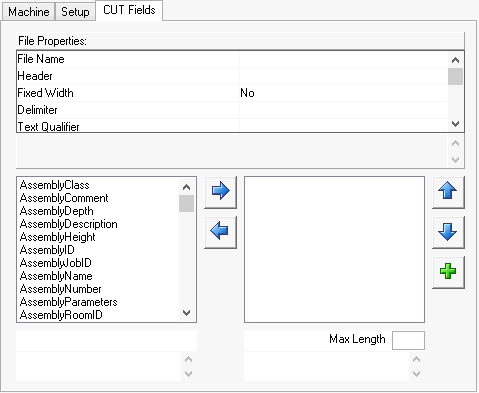 Machine Setup CUT Fields
File Properties:
File Name
Header
Fixed Width No
Delimiter
Text Qualifier
AssemblyClass
AssemblyComment
AssemblyDepth
AssemblyDescription
AssemblyHeight
AssemblyID
AssemblyJobID
AssemblyName
AssemblyNumber
AssemblyParameters
AssemblyRoomID
Max Length